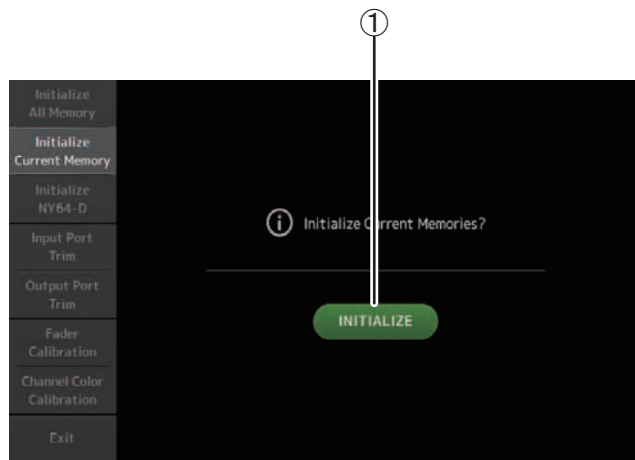 ①
Initialize
All Memory
Initialize
Current Memory
Initialize
NY64-D
Input Port
Trim
Output Port
Trim
Fader
Calibration
Channel Color
Calibration
Exit
Initialize Current Memories?
INITIALIZE